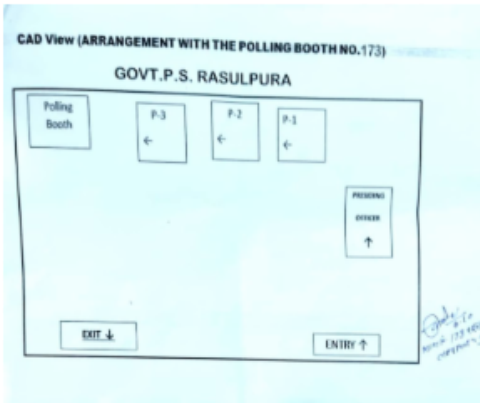 CAD View (ARRANGEMENT WITH THE POLLING BOOTH NO.173)
GOVT.P.S. RASULPURA
Polling
Booth
P-3
←
P-2
←
P-1
←
PRESIDING
OFFICER
↑
EXIT ↓
ENTRY ↑